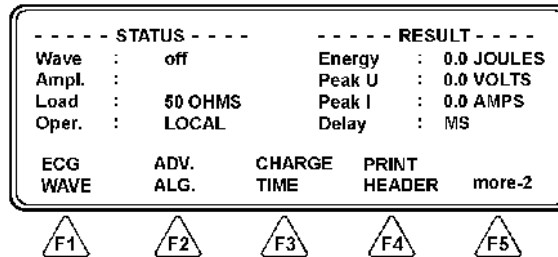 - - - - - STATUS - - - -    - - - - - RESULT - - - -
Wave : off    Energy : 0.0 JOULES
Ampl. :    Peak U : 0.0 VOLTS
Load : 50 OHMS    Peak I : 0.0 AMPS
Oper. : LOCAL    Delay : MS
ECG    ADV.    CHARGE    PRINT
WAVE    ALG.    TIME    HEADER    more-2
F1    F2    F3    F4    F5